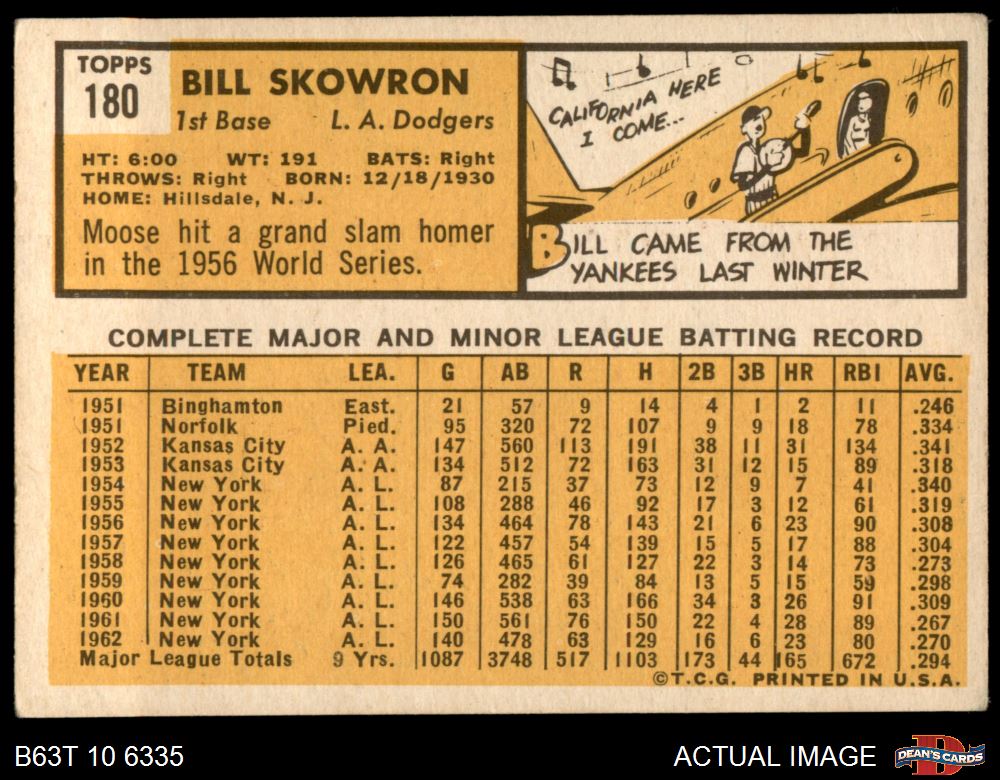 TOPPS
180
BILL SKOWRON
1st Base L. A. Dodgers
HT: 6:00 WT: 191 BATS: Right
THROWS: Right BORN: 12/18/1930
HOME: Hillsdale, N. J.
Moose hit a grand slam homer
in the 1956 World Series.
CALIFORNIA HERE
I COME...
BILL CAME FROM THE
YANKEES LAST WINTER
COMPLETE MAJOR AND MINOR LEAGUE BATTING RECORD
YEAR TEAM LEA. G AB R H 2B 3B HR RBI AVG.
1951 Binghamton East. 21 57 9 14 4 1 2 11 .246
1951 Norfolk Pied. 95 320 72 107 9 9 18 78 .334
1952 Kansas City A. A. 147 560 113 191 38 11 31 134 .341
1953 Kansas City A. A. 134 512 72 163 31 12 15 89 .318
1954 New York A. L. 87 215 37 73 12 9 7 41 .340
1955 New York A. L. 108 288 46 92 17 3 12 61 .319
1956 New York A. L. 134 464 78 143 21 6 23 90 .308
1957 New York A. L. 122 457 54 139 15 5 17 88 .304
1958 New York A. L. 126 465 61 127 22 3 14 73 .273
1959 New York A. L. 74 282 39 84 13 5 15 59 .298
1960 New York A. L. 146 538 63 166 34 3 26 91 .309
1961 New York A. L. 150 561 76 150 22 4 28 89 .267
1962 New York A. L. 140 478 63 129 16 6 23 80 .270
Major League Totals 9 Yrs. 1087 3748 517 1103 173 44 165 672 .294
©T.C.G. PRINTED IN U.S.A.
B63T 10 6335 ACTUAL IMAGE DEAN'S CARDS